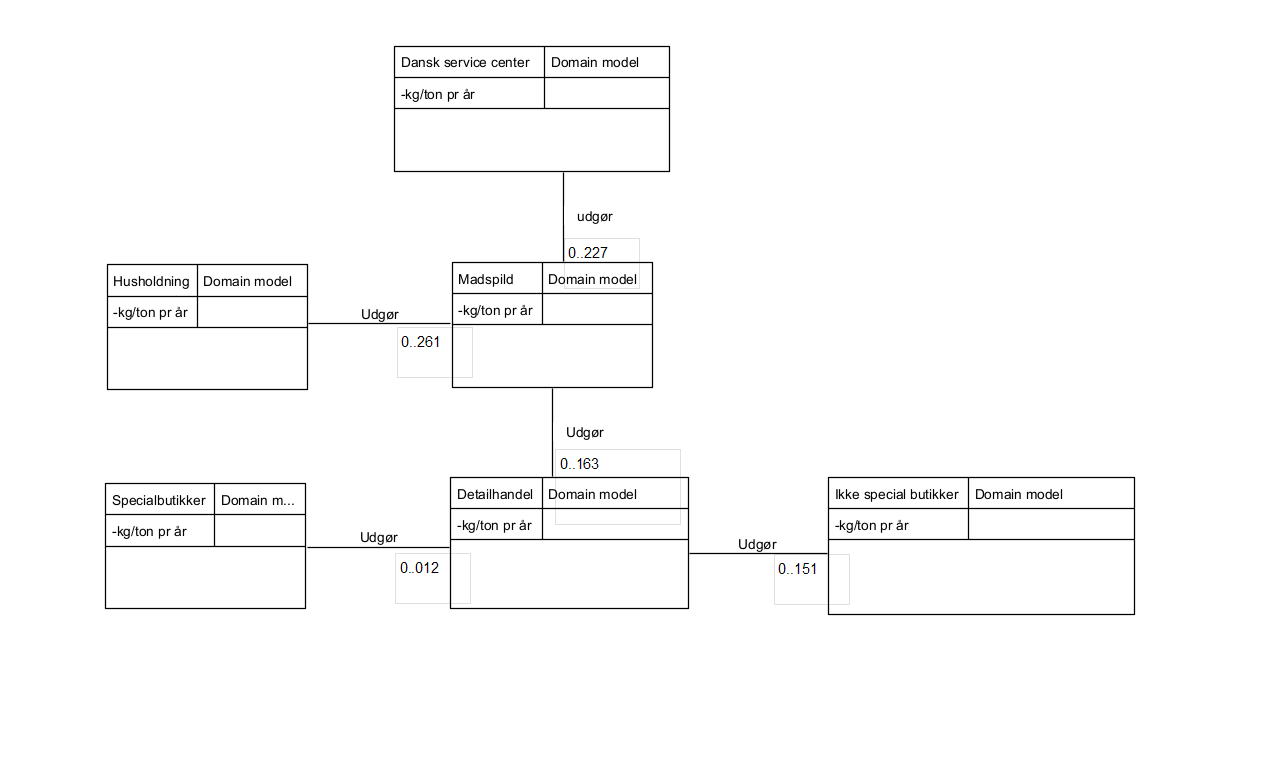 Dansk service center Domain model
-kg/ton pr år
udgør
0..227
Husholdning Domain model
-kg/ton pr år
Udgør
0..261
Madspild Domain model
-kg/ton pr år
Udgør
0..163
Specialbutikker Domain m...
-kg/ton pr år
Udgør
0..012
Detailhandel Domain model
-kg/ton pr år
Udgør
0..151
Ikke special butikker Domain model
-kg/ton pr år